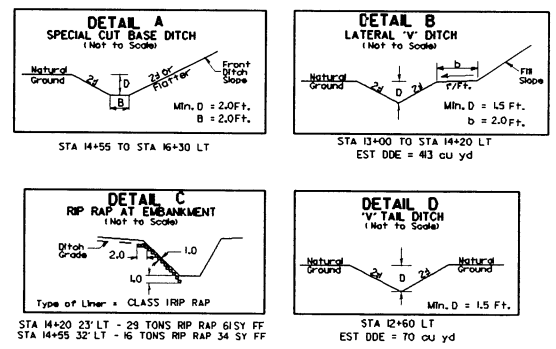 DETAIL A
SPECIAL CUT BASE DITCH
(Not to Scale)
Natural
Ground
2:1
D
B
2:1 or
Flatter
Front
Ditch
Slope
Min. D = 2.0Ft.
B = 2.0Ft.
STA 14+55 TO STA 16+30 LT
DETAIL B
LATERAL 'V' DITCH
(Not to Scale)
Natural
Ground
2:1
D
2:1
b
1"/Ft.
Fill
Slope
Min. D = 1.5 Ft.
b = 2.0Ft.
STA 13+00 TO STA 14+20 LT
EST DDE = 413 cu yd
DETAIL C
RIP RAP AT EMBANKMENT
(Not to Scale)
Ditch
Grade
2.0
1.0
1.0
Type of Liner = CLASS I RIP RAP
STA 14+20 23' LT - 29 TONS RIP RAP 61 SY FF
STA 14+55 32' LT - 16 TONS RIP RAP 34 SY FF
DETAIL D
'V' TAIL DITCH
(Not to Scale)
Natural
Ground
2:1
D
2:1
Natural
Ground
Min. D = 1.5 Ft.
STA 12+60 LT
EST DDE = 70 cu yd